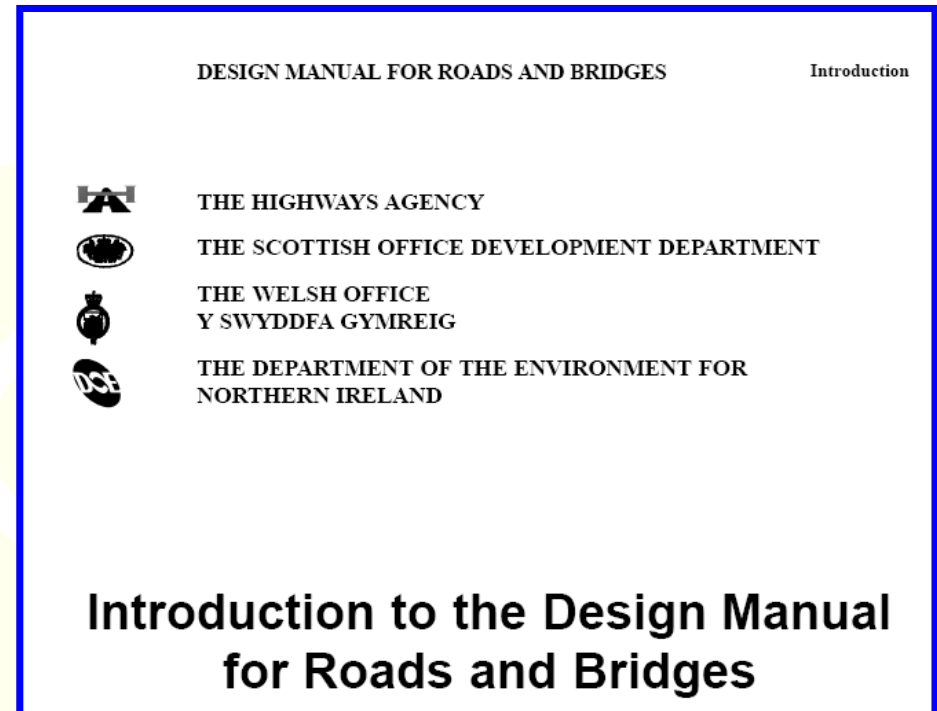 DESIGN MANUAL FOR ROADS AND BRIDGES Introduction
THE HIGHWAYS AGENCY
THE SCOTTISH OFFICE DEVELOPMENT DEPARTMENT
THE WELSH OFFICE
Y SWYDDFA GYMREIG
DOE
THE DEPARTMENT OF THE ENVIRONMENT FOR
NORTHERN IRELAND
Introduction to the Design Manual
for Roads and Bridges